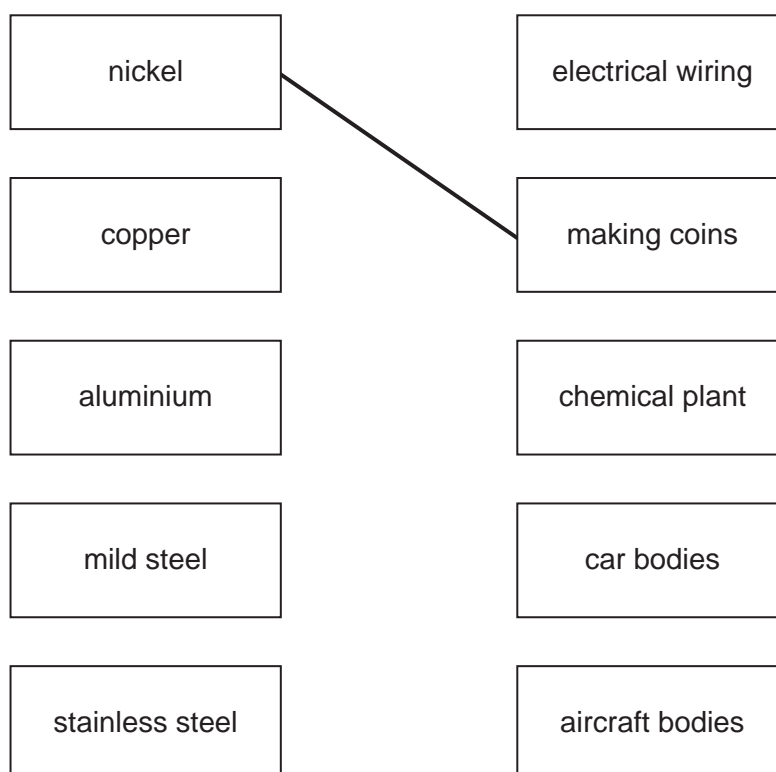 nickel
electrical wiring
copper
making coins
aluminium
chemical plant
mild steel
car bodies
stainless steel
aircraft bodies